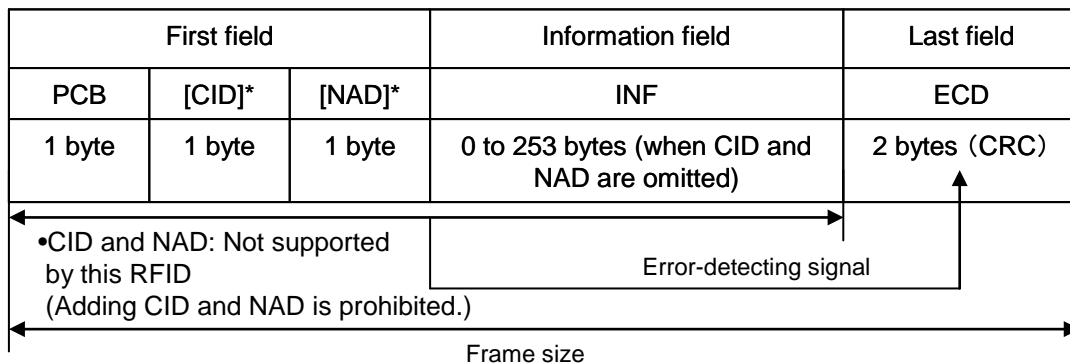 First field Information field Last field
PCB [CID]* [NAD]* INF ECD
1 byte 1 byte 1 byte 0 to 253 bytes (when CID and NAD are omitted) 2 bytes （CRC）
•CID and NAD: Not supported
by this RFID
(Adding CID and NAD is prohibited.)
Error-detecting signal
Frame size